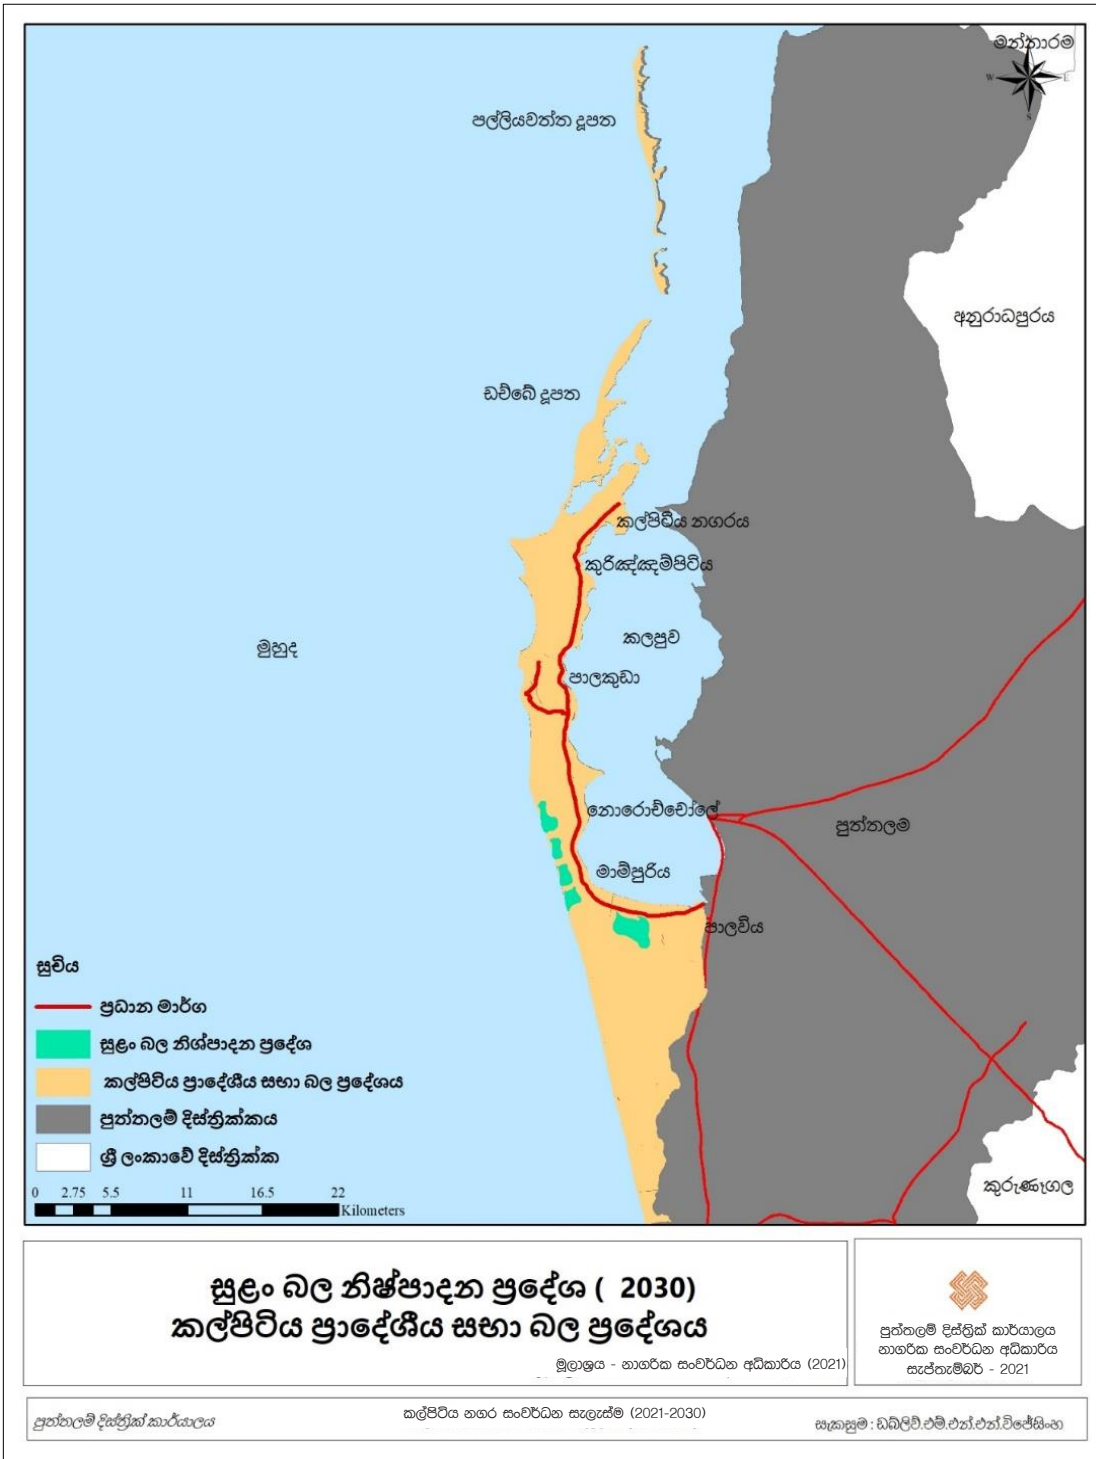 මන්නාරම
W
E
S
පල්ලියවත්ත දූපත
අනුරාධපුරය
ඩච්බේ දූපත
කල්පිටිය නගරය
කුරිඤ්ඤම්පිටිය
කලපුව
මුහුද
පාලකුඩා
නොරොච්චෝලේ
පුත්තලම
මාම්පුරිය
පාලවිය
සූචිය
ප්‍රධාන මාර්ග
සුළං බල නිශ්පාදන ප්‍රදේශ
කල්පිටිය ප්‍රාදේශීය සභා බල ප්‍රදේශය
පුත්තලම් දිස්ත්‍රික්කය
ශ්‍රී ලංකාවේ දිස්ත්‍රික්ක
කුරුණෑගල
0 2.75 5.5 11 16.5 22
Kilometers
සුළං බල නිෂ්පාදන ප්‍රදේශ ( 2030)
කල්පිටිය ප්‍රාදේශීය සභා බල ප්‍රදේශය
මූලාශ්‍රය - නාගරික සංවර්ධන අධිකාරිය (2021)
පුත්තලම් දිස්ත්‍රික් කාර්යාලය
නාගරික සංවර්ධන අධිකාරිය
සැප්තැම්බර් - 2021
පුත්තලම් දිස්ත්‍රික් කාර්යාලය
කල්පිටිය නගර සංවර්ධන සැලැස්ම (2021-2030)
සැකසුම : ඩබ්ලිව්.එම්.එන්.එන්.විජේසිංහ